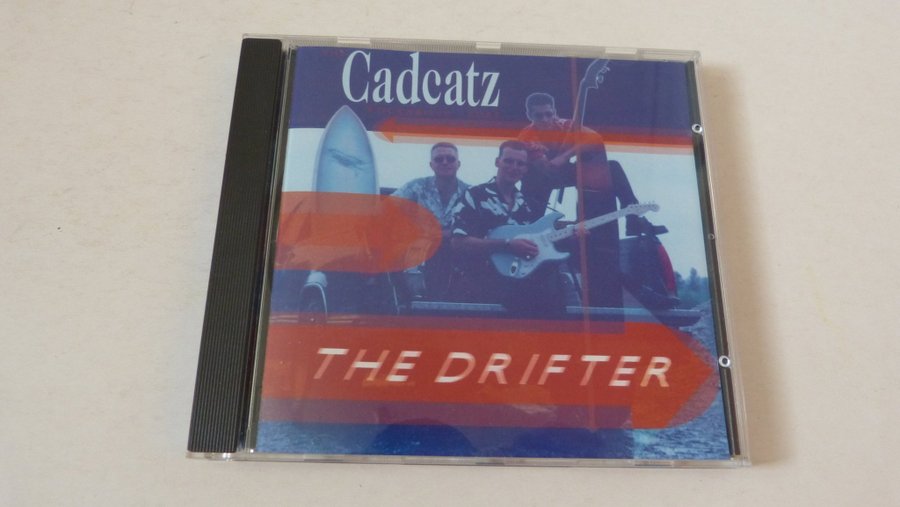 Cadcatz
THE DRIFTER